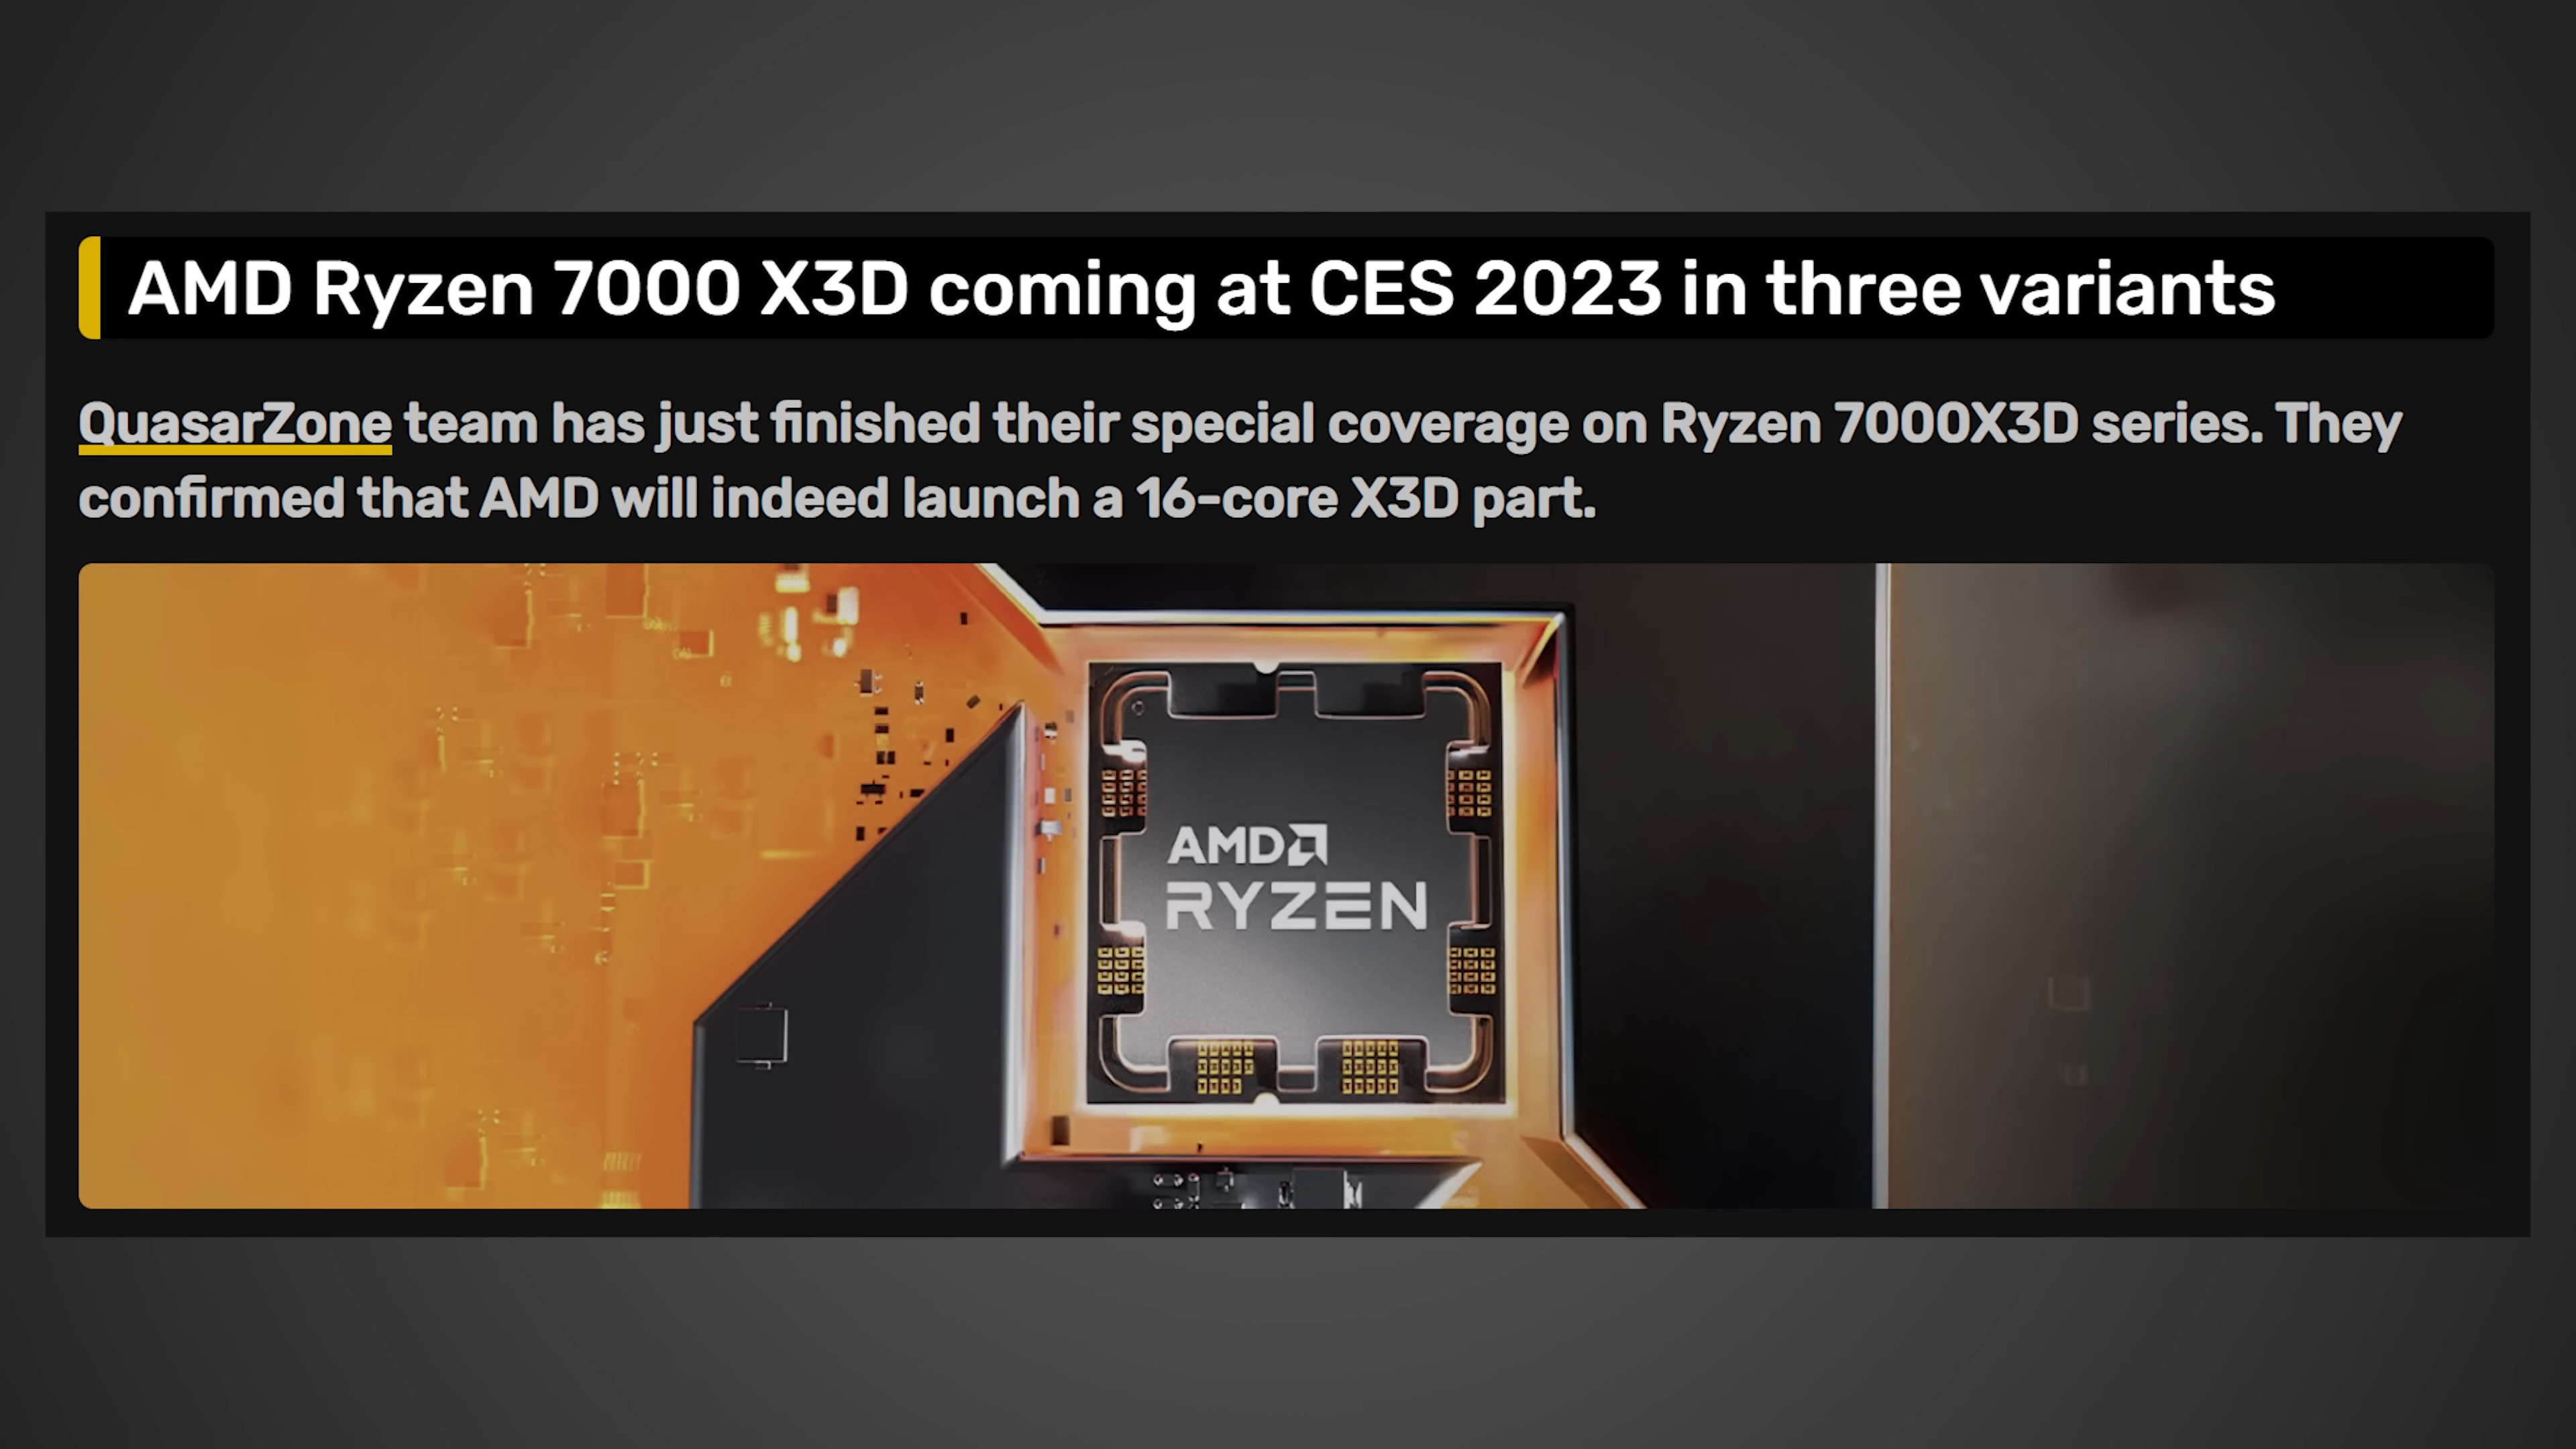 AMD Ryzen 7000 X3D coming at CES 2023 in three variants
QuasarZone team has just finished their special coverage on Ryzen 7000X3D series. They
confirmed that AMD will indeed launch a 16-core X3D part.
AMD
RYZEN